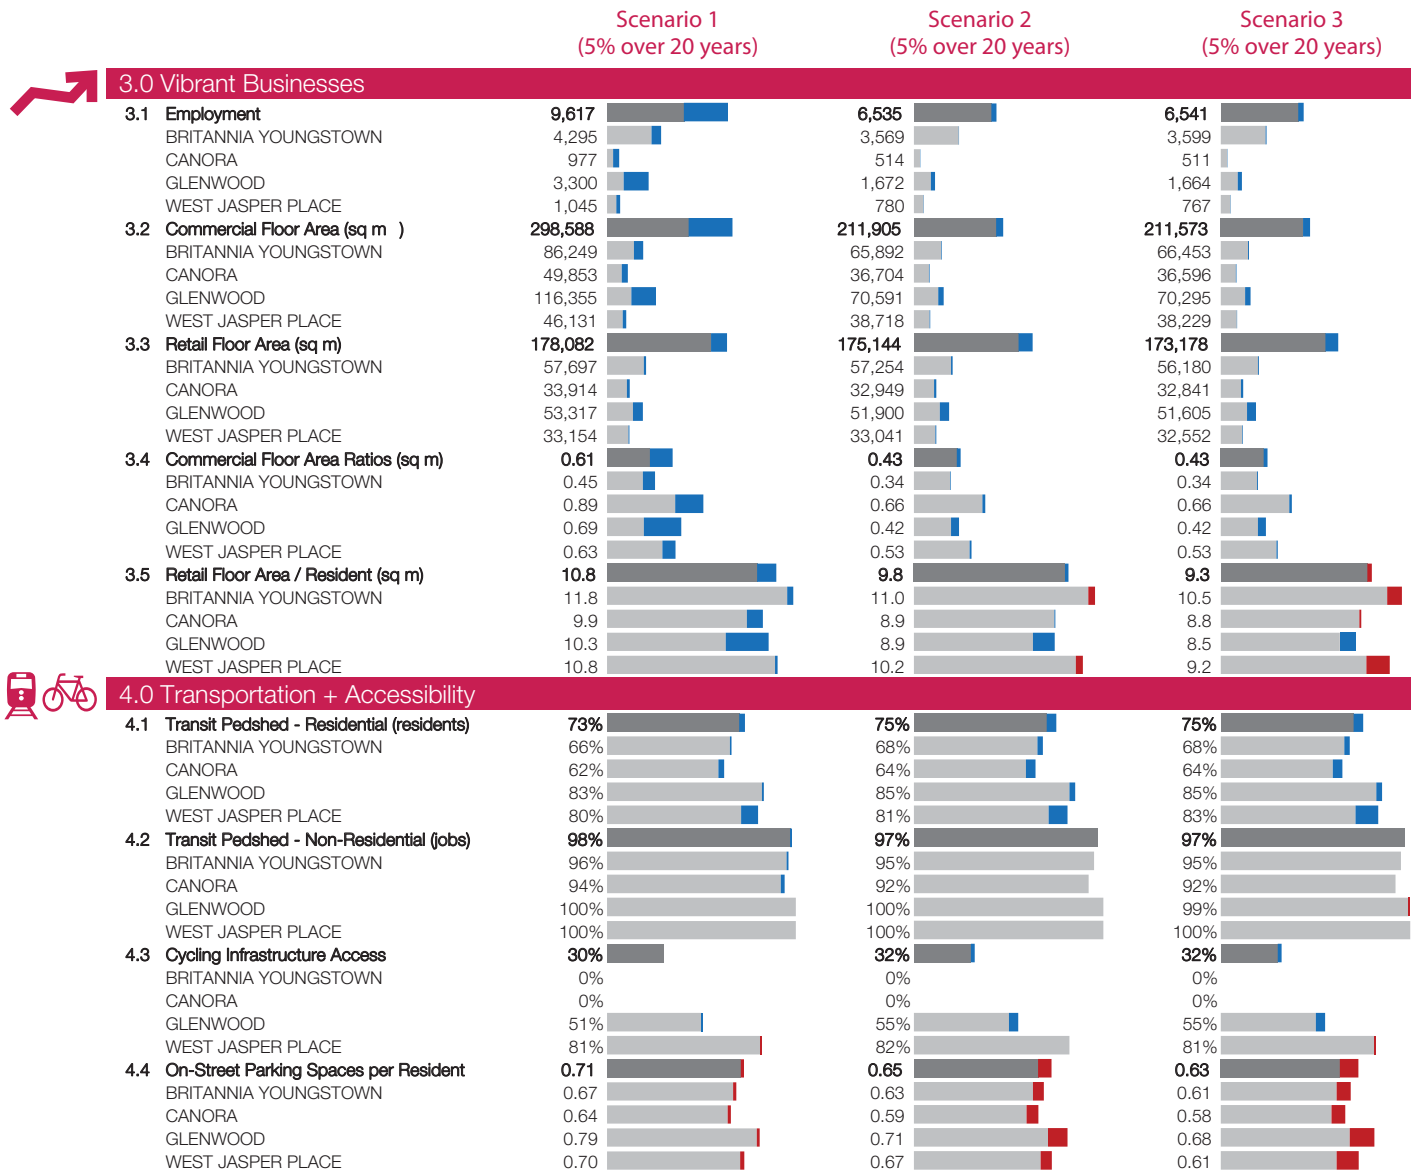 Scenario 1 Scenario 2 Scenario 3
(5% over 20 years) (5% over 20 years) (5% over 20 years)
3.0 Vibrant Businesses
3.1 Employment 9,617 6,535 6,541
BRITANNIA YOUNGSTOWN 4,295 3,569 3,599
CANORA 977 514 511
GLENWOOD 3,300 1,672 1,664
WEST JASPER PLACE 1,045 780 767
3.2 Commercial Floor Area (sq m ) 298,588 211,905 211,573
BRITANNIA YOUNGSTOWN 86,249 65,892 66,453
CANORA 49,853 36,704 36,596
GLENWOOD 116,355 70,591 70,295
WEST JASPER PLACE 46,131 38,718 38,229
3.3 Retail Floor Area (sq m) 178,082 175,144 173,178
BRITANNIA YOUNGSTOWN 57,697 57,254 56,180
CANORA 33,914 32,949 32,841
GLENWOOD 53,317 51,900 51,605
WEST JASPER PLACE 33,154 33,041 32,552
3.4 Commercial Floor Area Ratios (sq m) 0.61 0.43 0.43
BRITANNIA YOUNGSTOWN 0.45 0.34 0.34
CANORA 0.89 0.66 0.66
GLENWOOD 0.69 0.42 0.42
WEST JASPER PLACE 0.63 0.53 0.53
3.5 Retail Floor Area / Resident (sq m) 10.8 9.8 9.3
BRITANNIA YOUNGSTOWN 11.8 11.0 10.5
CANORA 9.9 8.9 8.8
GLENWOOD 10.3 8.9 8.5
WEST JASPER PLACE 10.8 10.2 9.2
4.0 Transportation + Accessibility
4.1 Transit Pedshed - Residential (residents) 73% 75% 75%
BRITANNIA YOUNGSTOWN 66% 68% 68%
CANORA 62% 64% 64%
GLENWOOD 83% 85% 85%
WEST JASPER PLACE 80% 81% 83%
4.2 Transit Pedshed - Non-Residential (jobs) 98% 97% 97%
BRITANNIA YOUNGSTOWN 96% 95% 95%
CANORA 94% 92% 92%
GLENWOOD 100% 100% 99%
WEST JASPER PLACE 100% 100% 100%
4.3 Cycling Infrastructure Access 30% 32% 32%
BRITANNIA YOUNGSTOWN 0% 0% 0%
CANORA 0% 0% 0%
GLENWOOD 51% 55% 55%
WEST JASPER PLACE 81% 82% 81%
4.4 On-Street Parking Spaces per Resident 0.71 0.65 0.63
BRITANNIA YOUNGSTOWN 0.67 0.63 0.61
CANORA 0.64 0.59 0.58
GLENWOOD 0.79 0.71 0.68
WEST JASPER PLACE 0.70 0.67 0.61